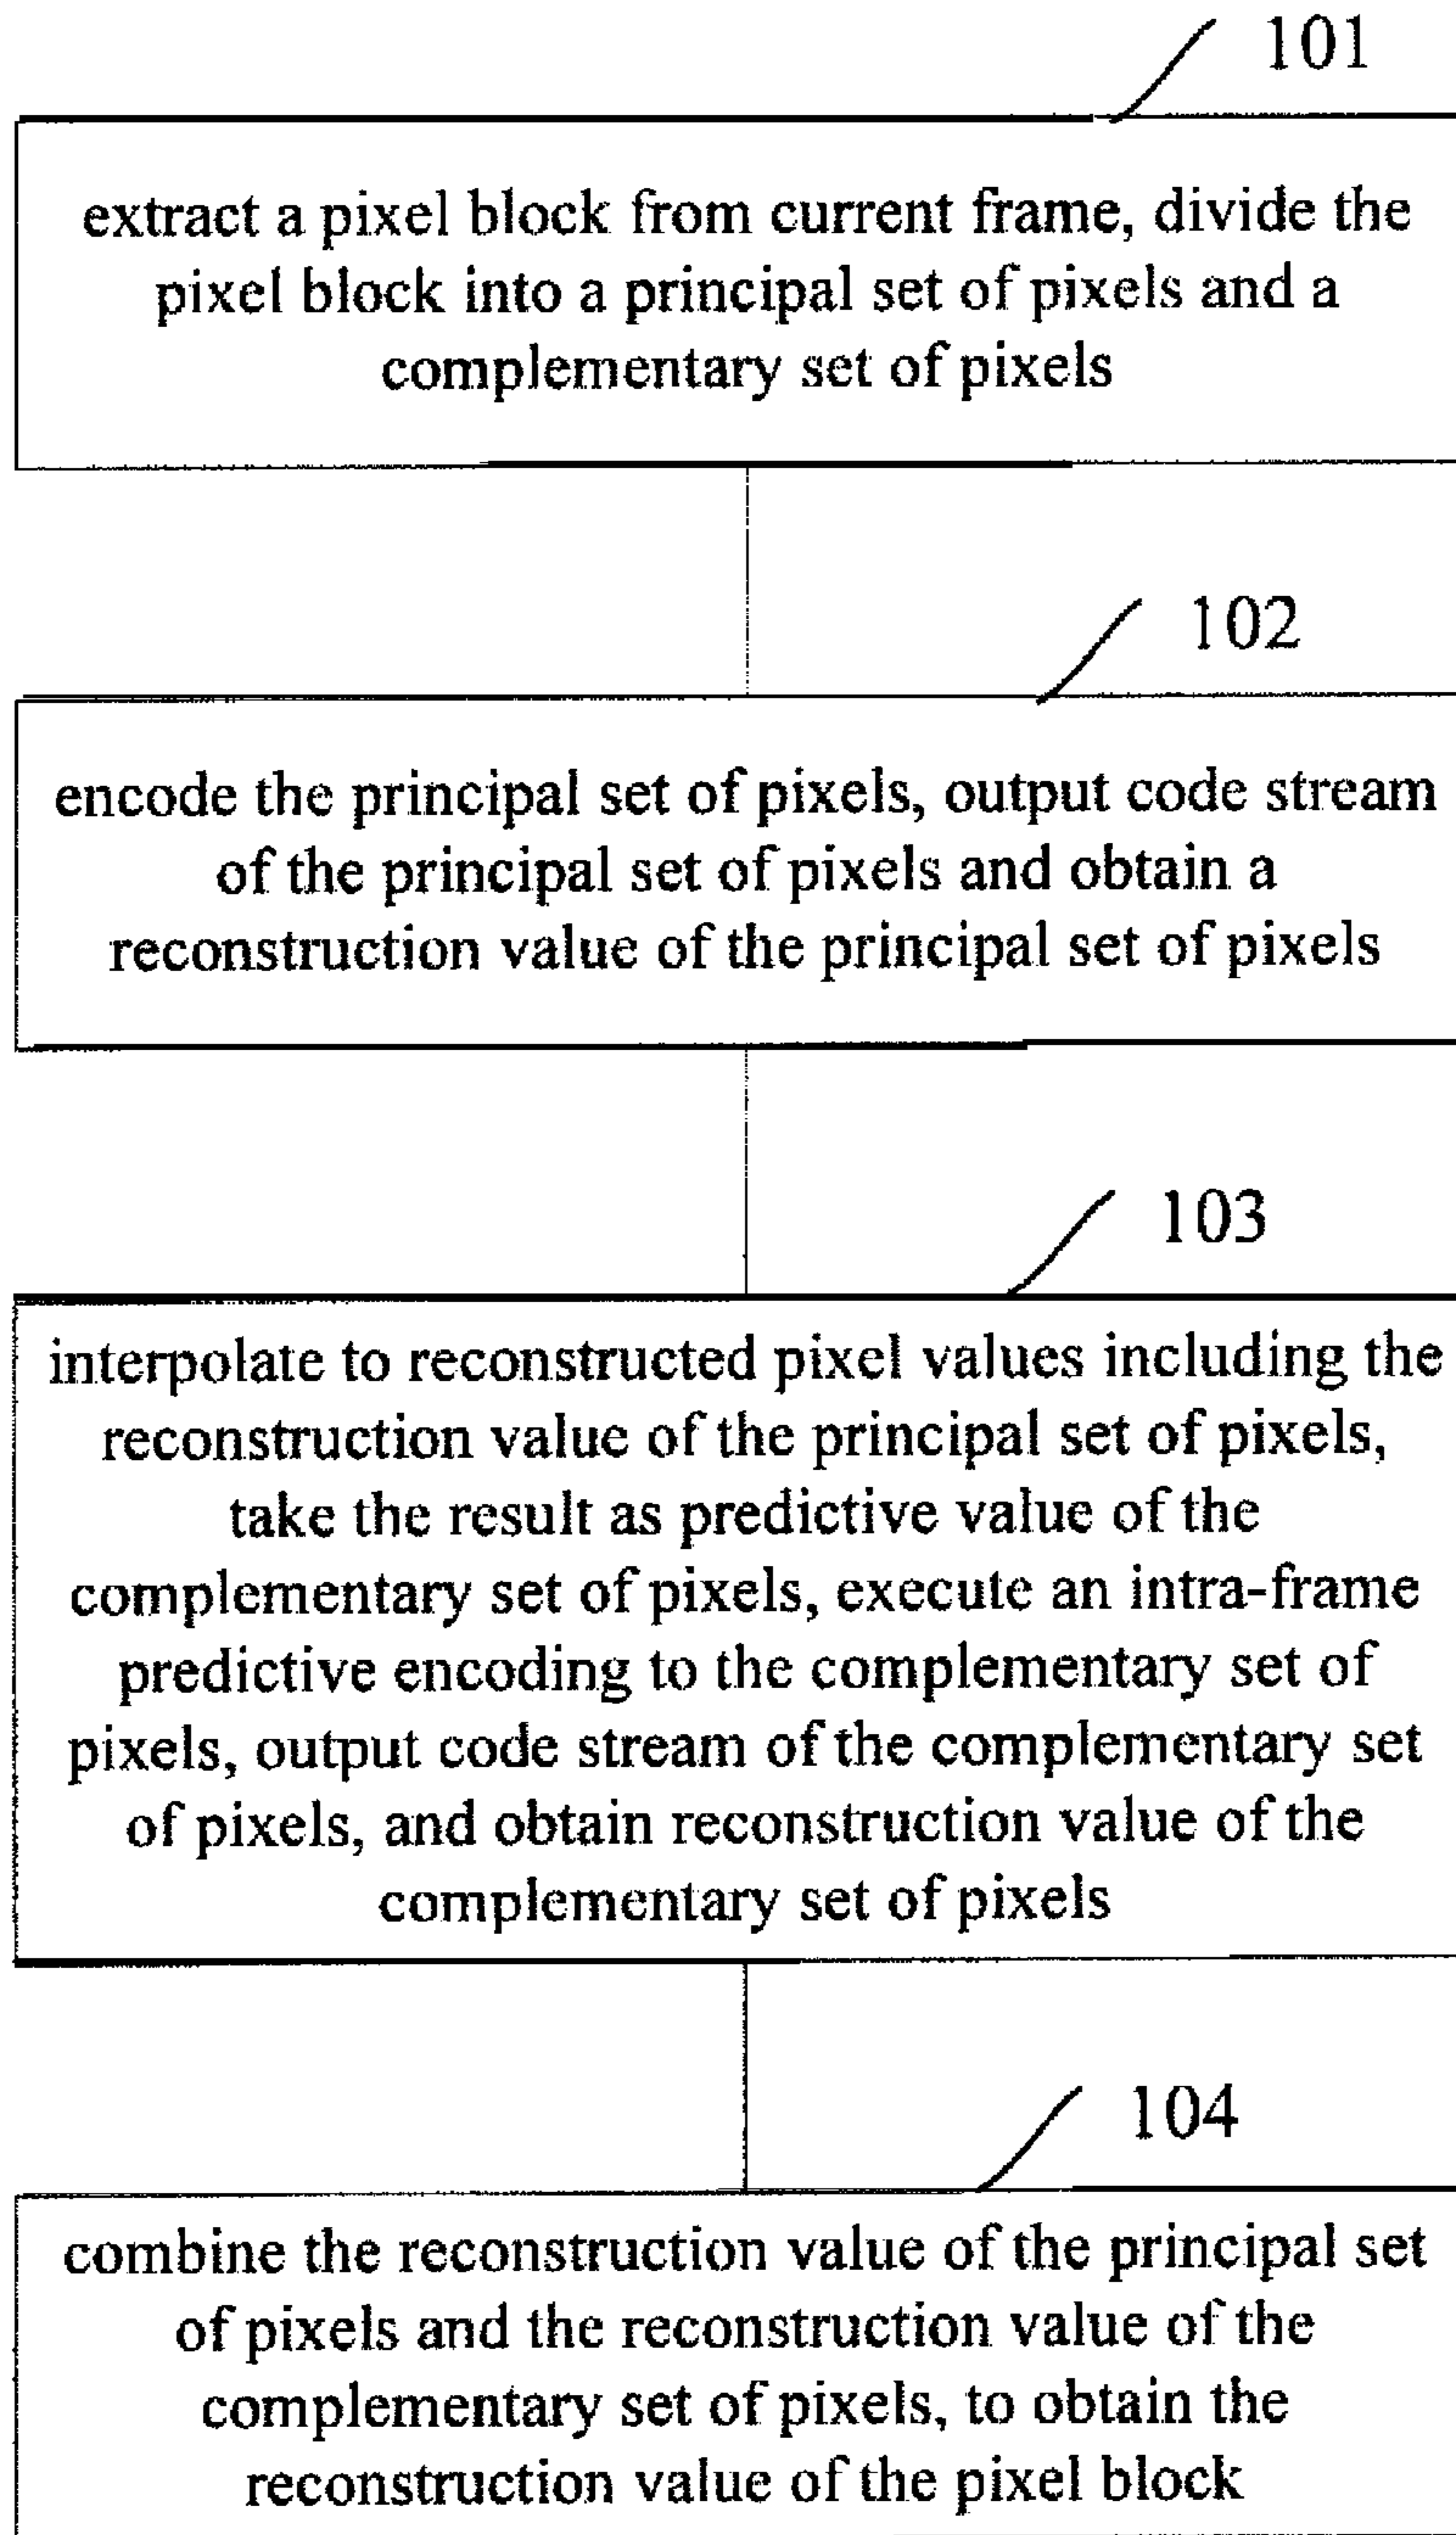 101
extract a pixel block from current frame, divide the
pixel block into a principal set of pixels and a
complementary set of pixels
102
encode the principal set of pixels, output code stream
of the principal set of pixels and obtain a
reconstruction value of the principal set of pixels
103
interpolate to reconstructed pixel values including the
reconstruction value of the principal set of pixels,
take the result as predictive value of the
complementary set of pixels, execute an intra-frame
predictive encoding to the complementary set of
pixels, output code stream of the complementary set
of pixels, and obtain reconstruction value of the
complementary set of pixels
104
combine the reconstruction value of the principal set
of pixels and the reconstruction value of the
complementary set of pixels, to obtain the
reconstruction value of the pixel block